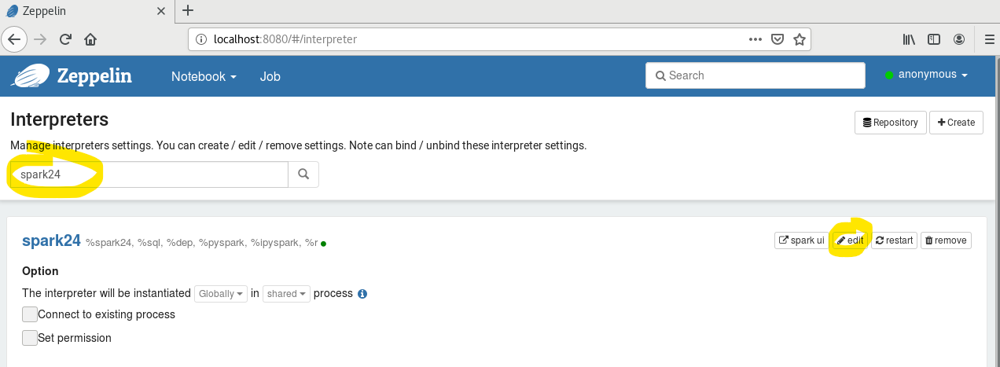 Zeppelin
localhost:8080/#/interpreter
Zeppelin Notebook Job Search anonymous
Interpreters
Repository Create
Manage interpreters settings. You can create / edit / remove settings. Note can bind / unbind these interpreter settings.
spark24
spark24 %spark24, %sql, %dep, %pyspark, %ipyspark, %r spark ui edit restart remove
Option
The interpreter will be instantiated Globally in shared process
Connect to existing process
Set permission